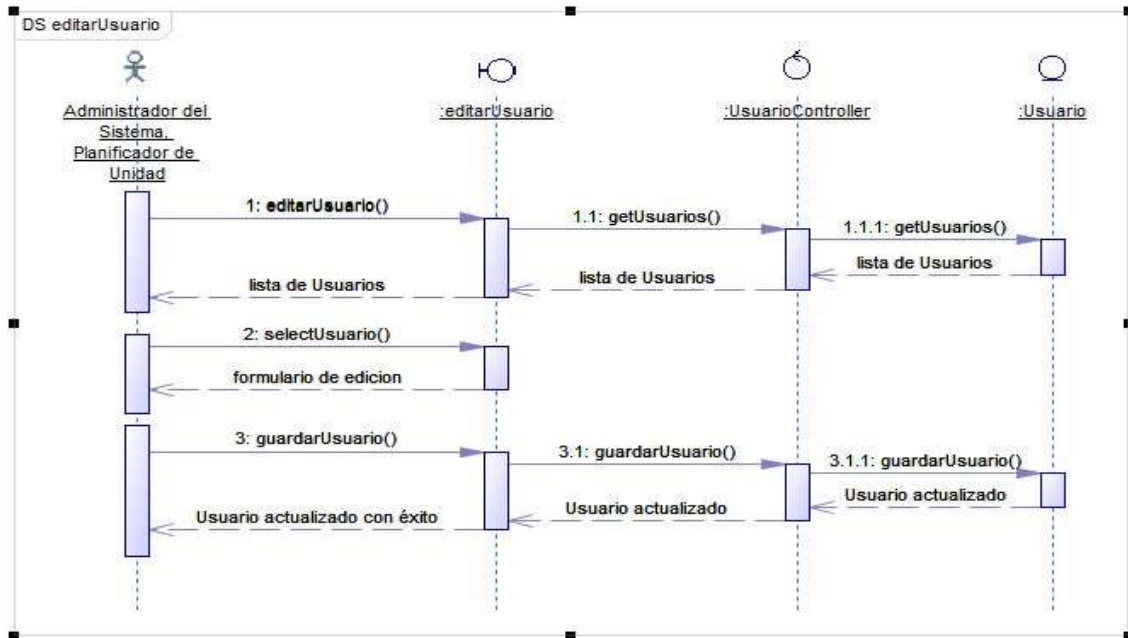 DS editarUsuario
Administrador del
Sistema,
Planificador de
Unidad
:editarUsuario
:UsuarioController
:Usuario
1: editarUsuario()
1.1: getUsuarios()
1.1.1: getUsuarios()
lista de Usuarios
lista de Usuarios
lista de Usuarios
2: selectUsuario()
formulario de edicion
3: guardarUsuario()
3.1: guardarUsuario()
3.1.1: guardarUsuario()
Usuario actualizado
Usuario actualizado
Usuario actualizado con éxito